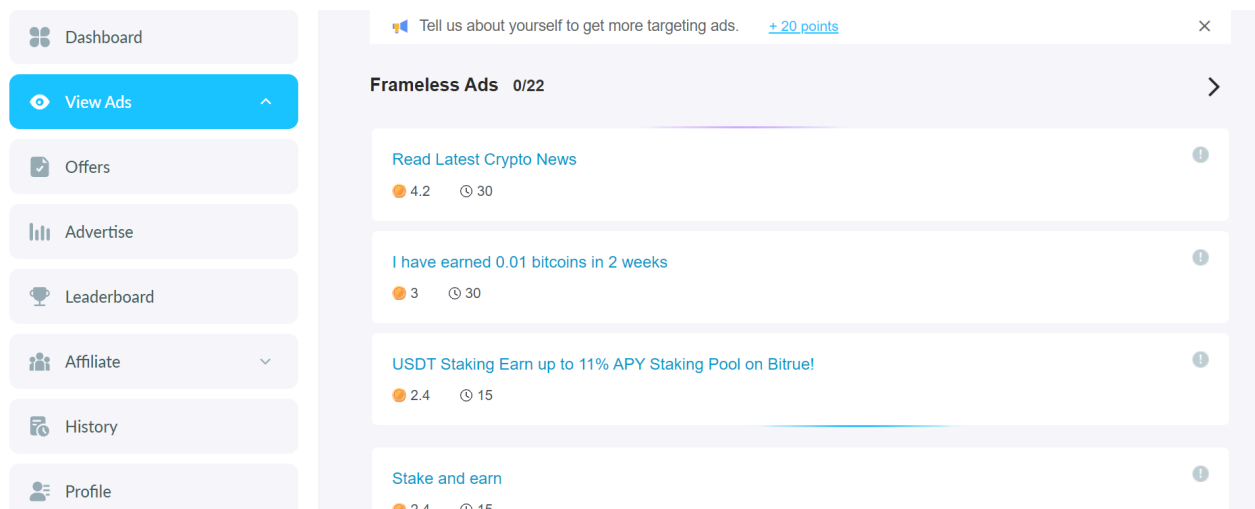 Dashboard
View Ads
Offers
Advertise
Leaderboard
Affiliate
History
Profile
Tell us about yourself to get more targeting ads. + 20 points
Frameless Ads 0/22
Read Latest Crypto News
4.2 30
I have earned 0.01 bitcoins in 2 weeks
3 30
USDT Staking Earn up to 11% APY Staking Pool on Bitrue!
2.4 15
Stake and earn
2.4 15